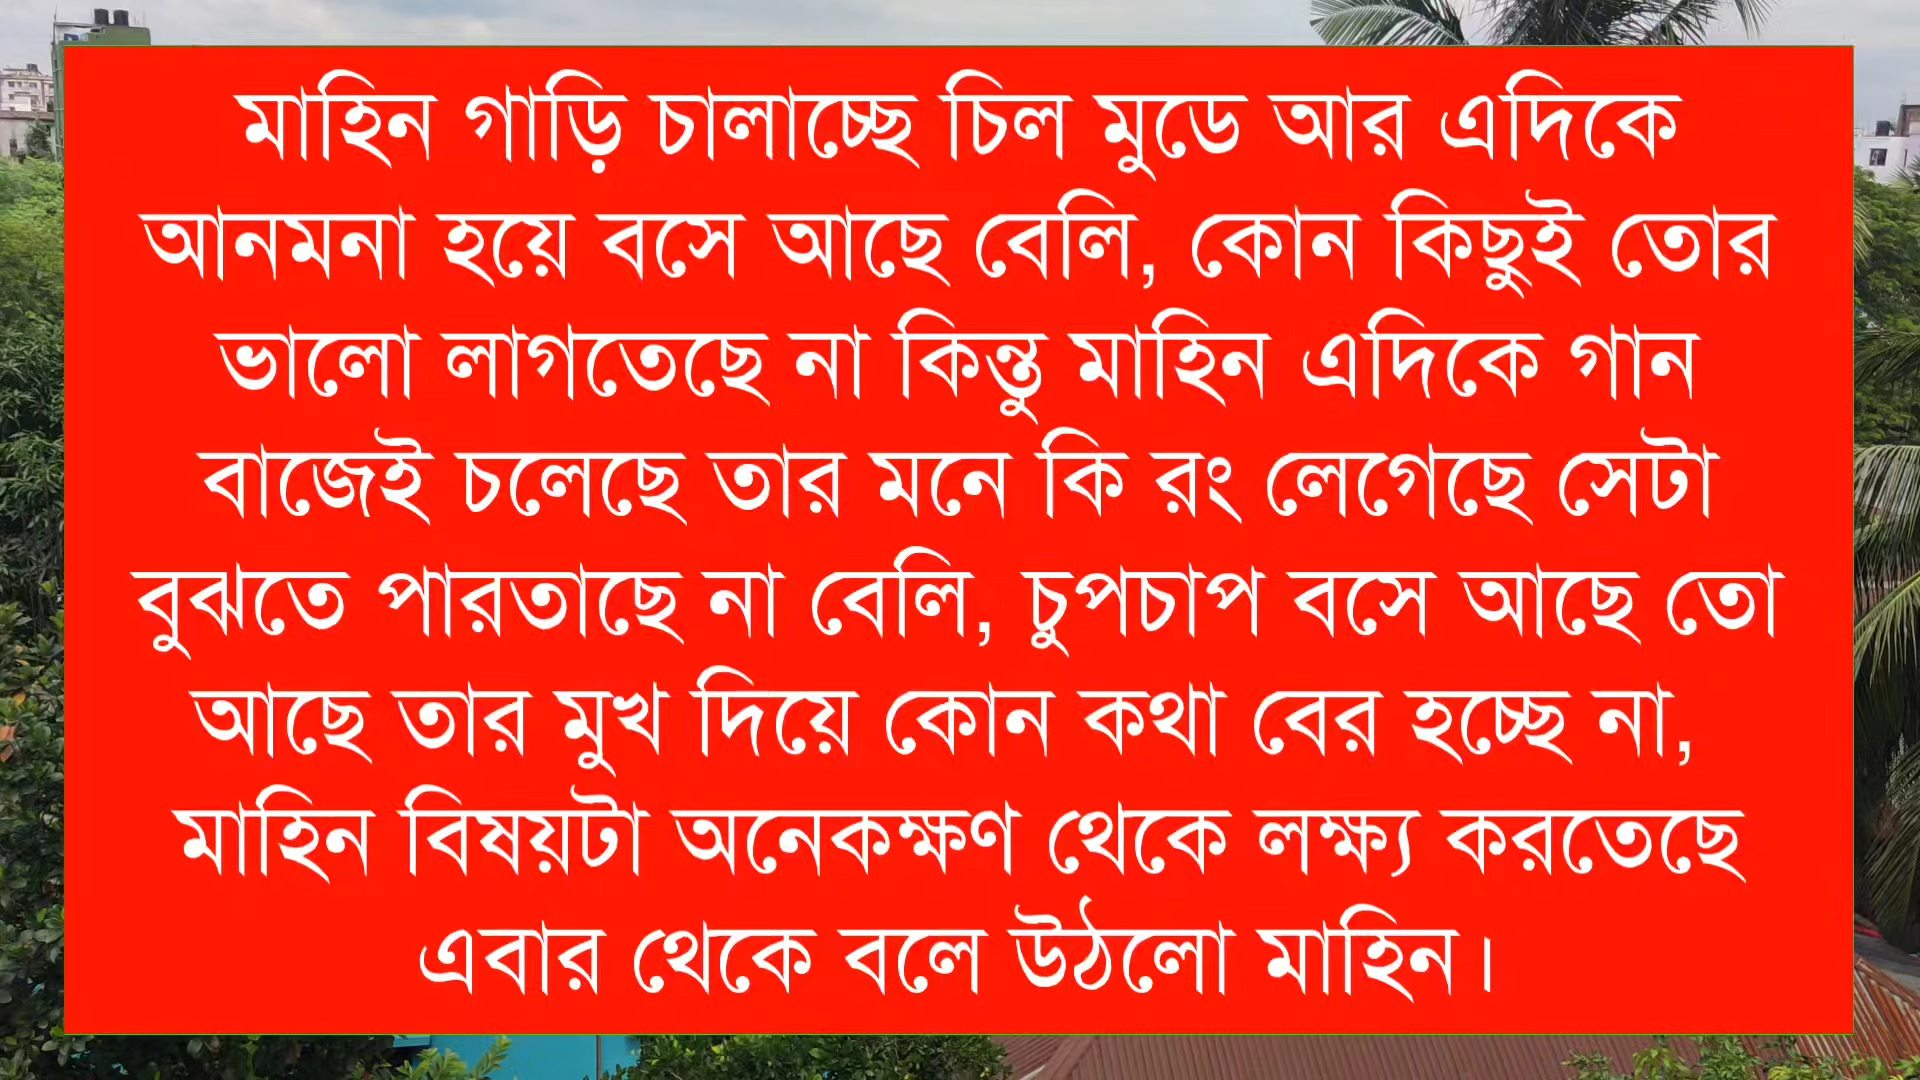 মাহিন গাড়ি চালাচ্ছে চিল মুডে আর এদিকে
আনমনা হয়ে বসে আছে বেলি, কোন কিছুই তোর
ভালো লাগতেছে না কিন্তু মাহিন এদিকে গান
বাজেই চলেছে তার মনে কি রং লেগেছে সেটা
বুঝতে পারতাছে না বেলি, চুপচাপ বসে আছে তো
আছে তার মুখ দিয়ে কোন কথা বের হচ্ছে না,
মাহিন বিষয়টা অনেকক্ষণ থেকে লক্ষ্য করতেছে
এবার থেকে বলে উঠলো মাহিন।